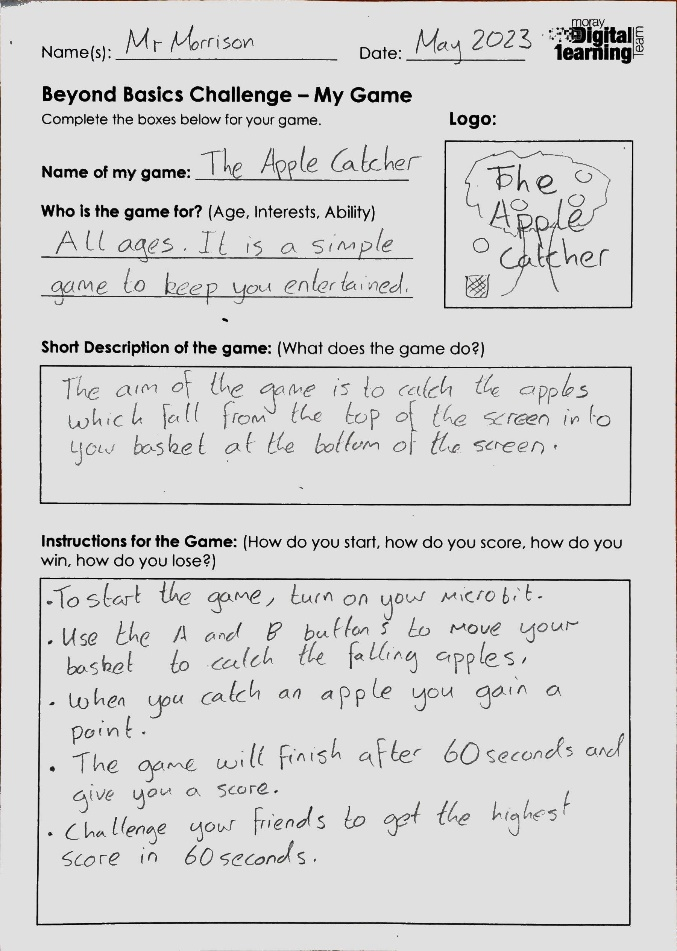 Name(s): Mr Morrison Date: May 2023
moray Digital learning Team
Beyond Basics Challenge – My Game
Complete the boxes below for your game.
Logo:
Name of my game: The Apple Catcher
The
Apple
Catcher
Who is the game for? (Age, Interests, Ability)
All ages. It is a simple
game to keep you entertained.
Short Description of the game: (What does the game do?)
The aim of the game is to catch the apples
which fall from the top of the screen into
your basket at the bottom of the screen.
Instructions for the Game: (How do you start, how do you score, how do you
win, how do you lose?)
• To start the game, turn on your microbit.
• Use the A and B buttons to move your
basket to catch the falling apples.
• When you catch an apple you gain a
point.
• The game will finish after 60 seconds and
give you a score.
• Challenge your friends to get the highest
score in 60 seconds.